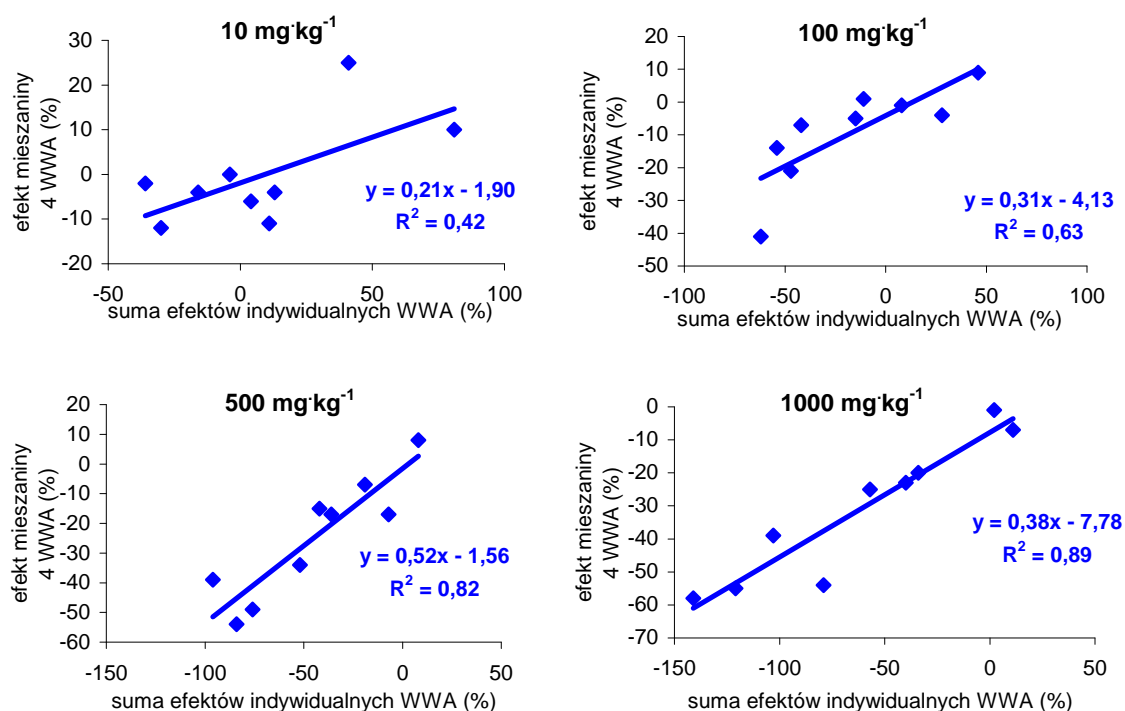 10 mg·kg-1
efekt mieszaniny
4 WWA (%)
30
20
10
0
-10
-20
-50
0
50
100
y = 0,21x - 1,90
R2 = 0,42
suma efektów indywidualnych WWA (%)
100 mg·kg-1
efekt mieszaniny
4 WWA (%)
20
10
0
-10
-20
-30
-40
-50
-100
-50
0
50
100
y = 0,31x - 4,13
R2 = 0,63
suma efektów indywidualnych WWA (%)
500 mg·kg-1
efekt mieszaniny
4 WWA (%)
20
10
0
-10
-20
-30
-40
-50
-60
-150
-100
-50
0
50
y = 0,52x - 1,56
R2 = 0,82
suma efektów indywidualnych WWA (%)
1000 mg·kg-1
efekt mieszaniny
4 WWA (%)
0
-10
-20
-30
-40
-50
-60
-70
-150
-100
-50
0
50
y = 0,38x - 7,78
R2 = 0,89
suma efektów indywidualnych WWA (%)